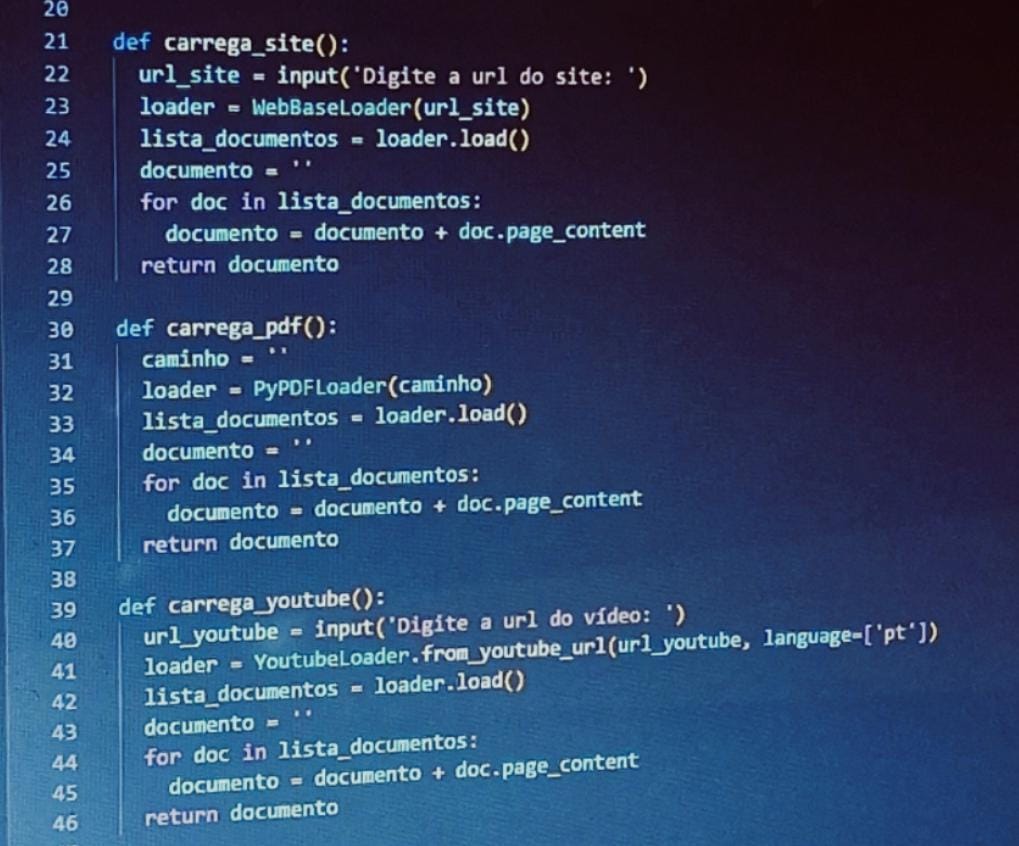 20
21 def carrega_site():
22 url_site = input('Digite a url do site: ')
23 loader = WebBaseLoader(url_site)
24 lista_documentos = loader.load()
25 documento = ''
26 for doc in lista_documentos:
27 documento = documento + doc.page_content
28 return documento
29
30 def carrega_pdf():
31 caminho = ''
32 loader = PyPDFLoader(caminho)
33 lista_documentos = loader.load()
34 documento = ''
35 for doc in lista_documentos:
36 documento = documento + doc.page_content
37 return documento
38
39 def carrega_youtube():
40 url_youtube = input('Digite a url do vídeo: ')
41 loader = YoutubeLoader.from_youtube_url(url_youtube, language=['pt'])
42 lista_documentos = loader.load()
43 documento = ''
44 for doc in lista_documentos:
45 documento = documento + doc.page_content
46 return documento